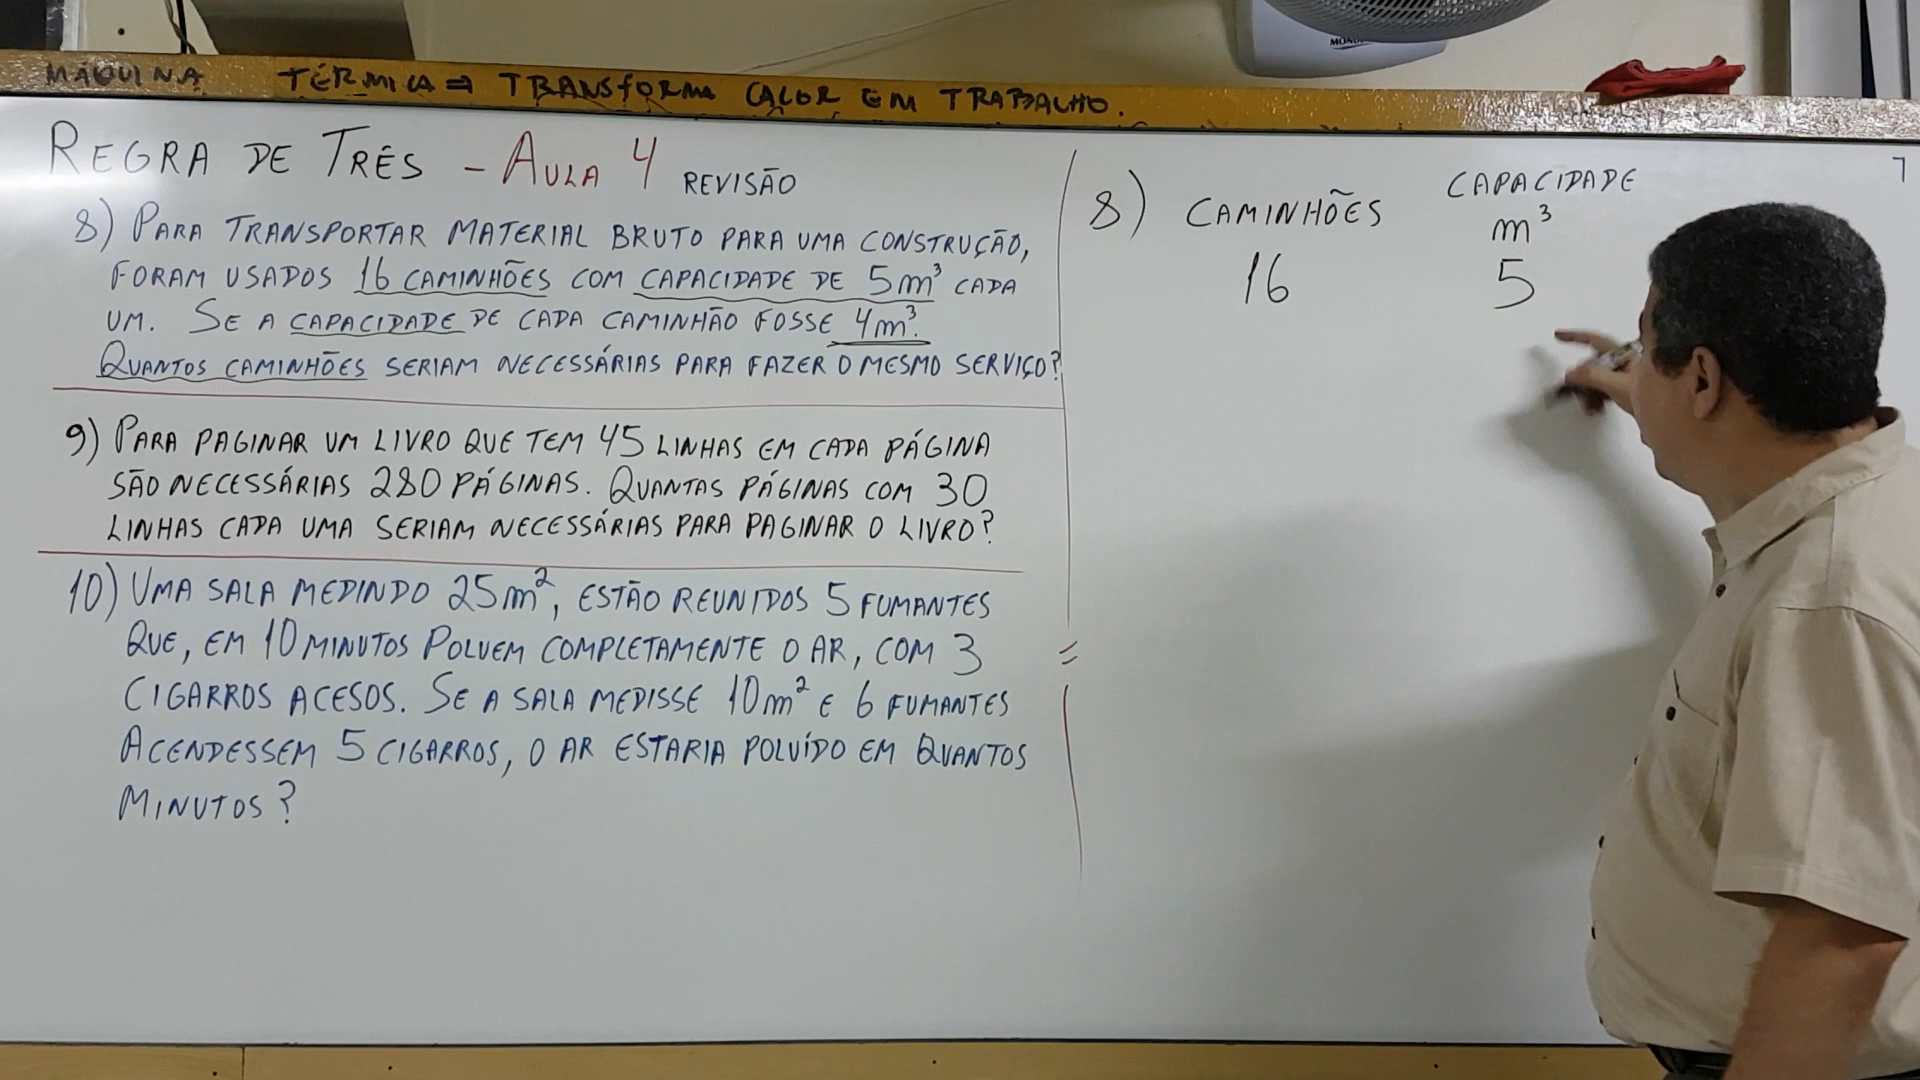 MÁQUINA TÉRMICA ⇒ TRANSFORMA CALOR EM TRABALHO.
REGRA DE TRÊS - AULA 4 REVISÃO
8) PARA TRANSPORTAR MATERIAL BRUTO PARA UMA CONSTRUÇÃO,
FORAM USADOS 16 CAMINHÕES COM CAPACIDADE DE 5m³ CADA
UM. SE A CAPACIDADE DE CADA CAMINHÃO FOSSE 4m³.
QUANTOS CAMINHÕES SERIAM NECESSÁRIAS PARA FAZER O MESMO SERVIÇO?
9) PARA PAGINAR UM LIVRO QUE TEM 45 LINHAS EM CADA PÁGINA
SÃO NECESSÁRIAS 280 PÁGINAS. QUANTAS PÁGINAS COM 30
LINHAS CADA UMA SERIAM NECESSÁRIAS PARA PAGINAR O LIVRO?
10) UMA SALA MEDINDO 25m², ESTÃO REUNIDOS 5 FUMANTES
QUE, EM 10 MINUTOS POLUEM COMPLETAMENTE O AR, COM 3
CIGARROS ACESOS. SE A SALA MEDISSE 10m² E 6 FUMANTES
ACENDESSEM 5 CIGARROS, O AR ESTARIA POLUÍDO EM QUANTOS
MINUTOS?
8) CAMINHÕES CAPACIDADE
m³
16 5